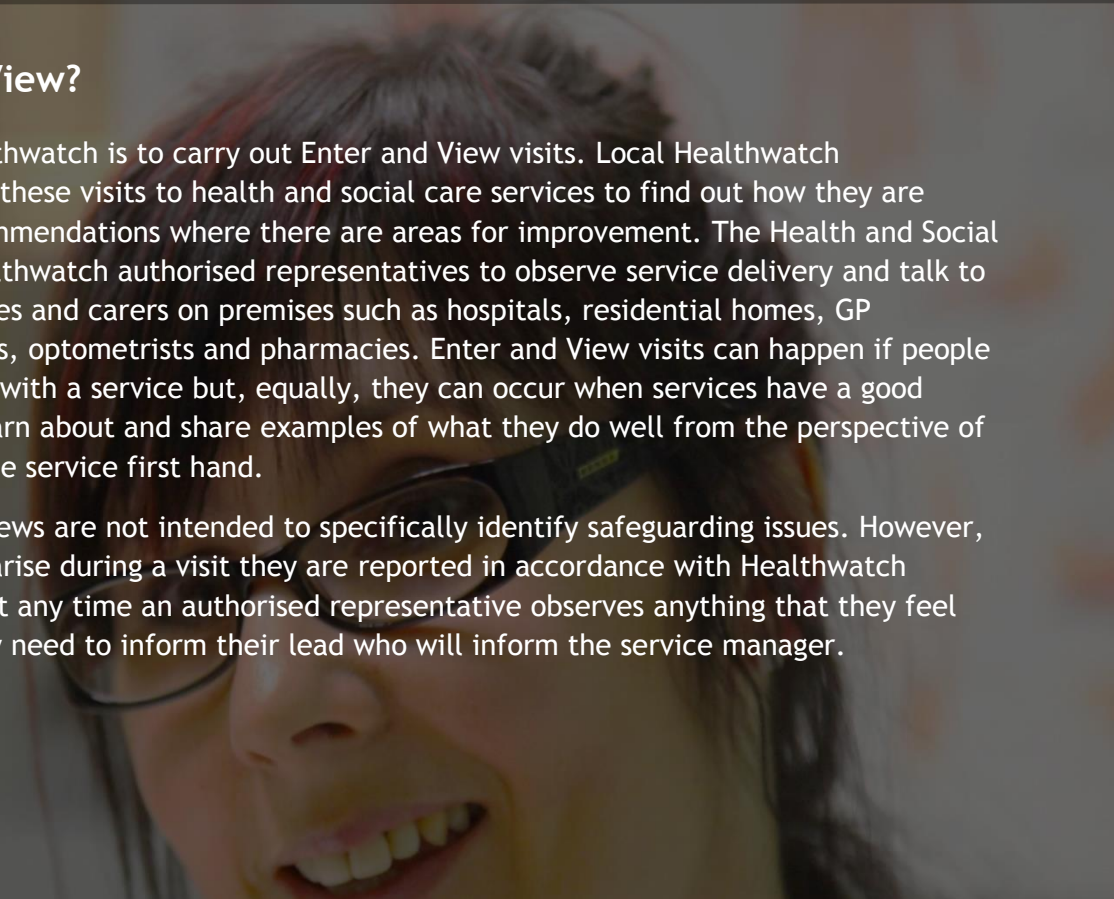 View?
thwatch is to carry out Enter and View visits. Local Healthwatch
these visits to health and social care services to find out how they are
mmendations where there are areas for improvement. The Health and Social
lthwatch authorised representatives to observe service delivery and talk to
es and carers on premises such as hospitals, residential homes, GP
s, optometrists and pharmacies. Enter and View visits can happen if people
with a service but, equally, they can occur when services have a good
arn about and share examples of what they do well from the perspective of
e service first hand.
ews are not intended to specifically identify safeguarding issues. However,
arise during a visit they are reported in accordance with Healthwatch
t any time an authorised representative observes anything that they feel
y need to inform their lead who will inform the service manager.